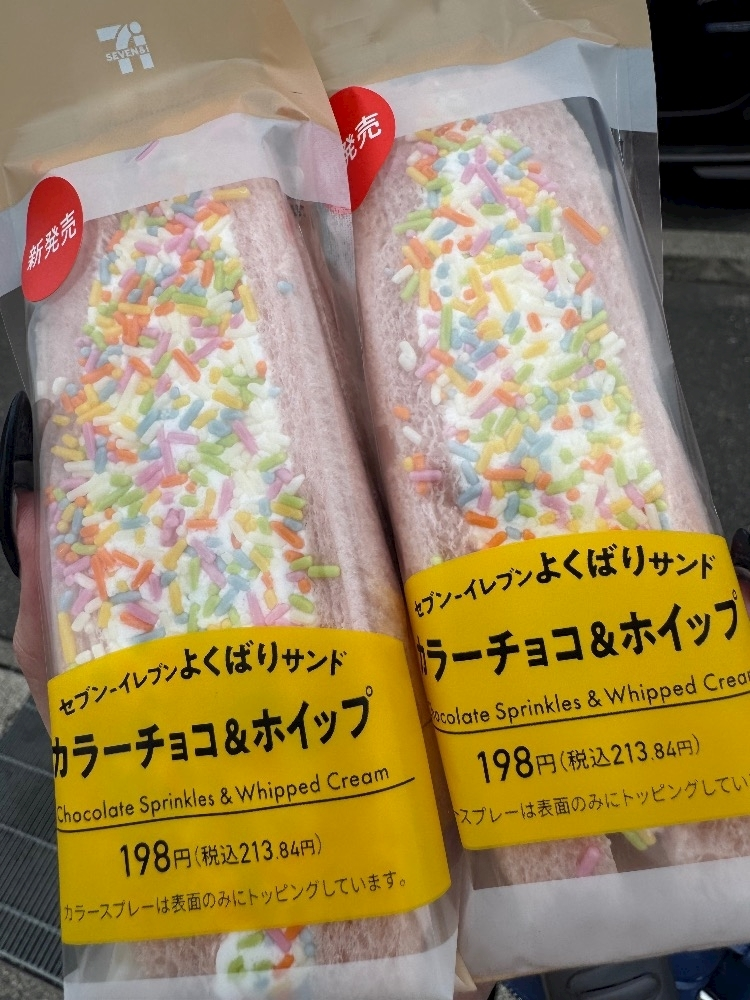 7i
SEVEN&i
新発売
セブン-イレブンよくばりサンド
カラーチョコ&ホイップ
Chocolate Sprinkles & Whipped Cream
198円(税込213.84円)
カラースプレーは表面のみにトッピングしています。
発売
セブン-イレブンよくばりサンド
カラーチョコ&ホイップ
ocolate Sprinkles & Whipped Crea
198円(税込213.84円)
スプレーは表面のみにトッピングしてい